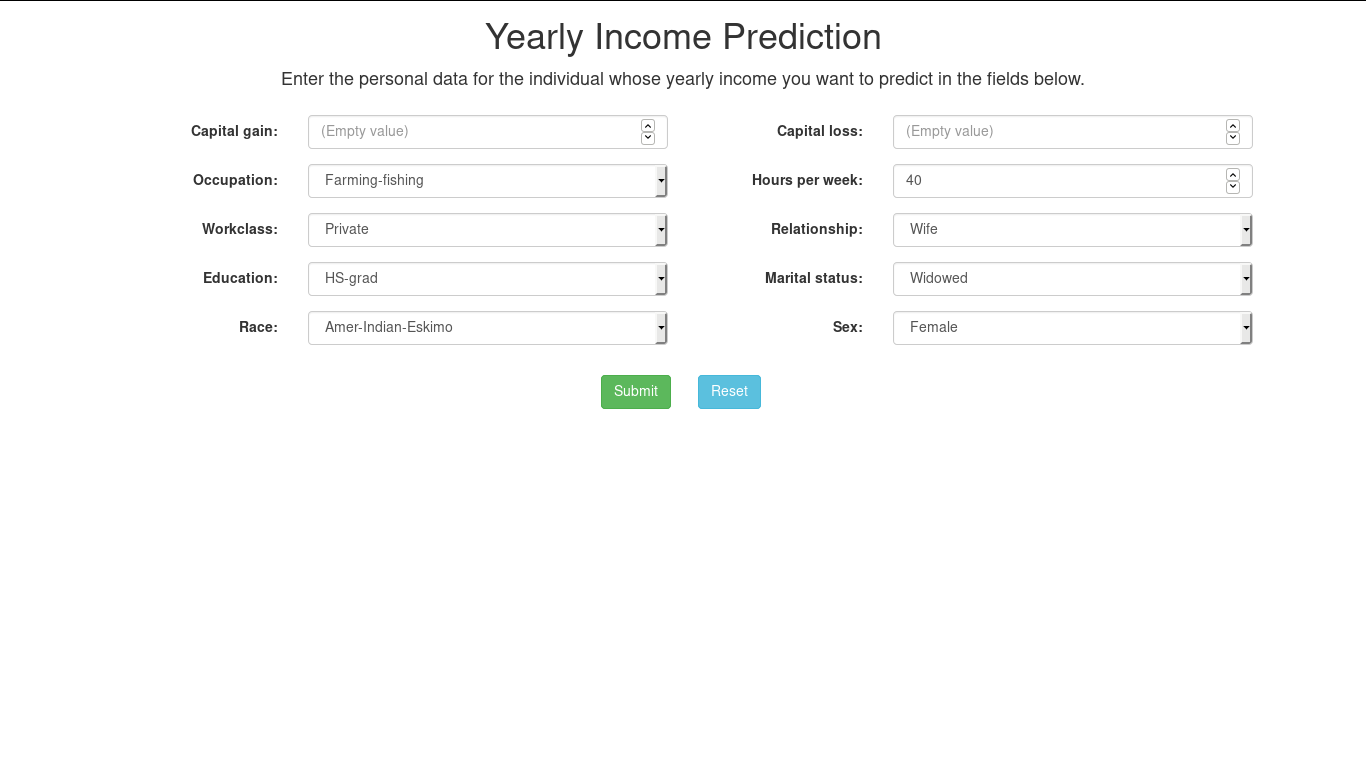 Yearly Income Prediction
Enter the personal data for the individual whose yearly income you want to predict in the fields below.
Capital gain: (Empty value) Capital loss: (Empty value)
Occupation: Farming-fishing Hours per week: 40
Workclass: Private Relationship: Wife
Education: HS-grad Marital status: Widowed
Race: Amer-Indian-Eskimo Sex: Female
Submit Reset